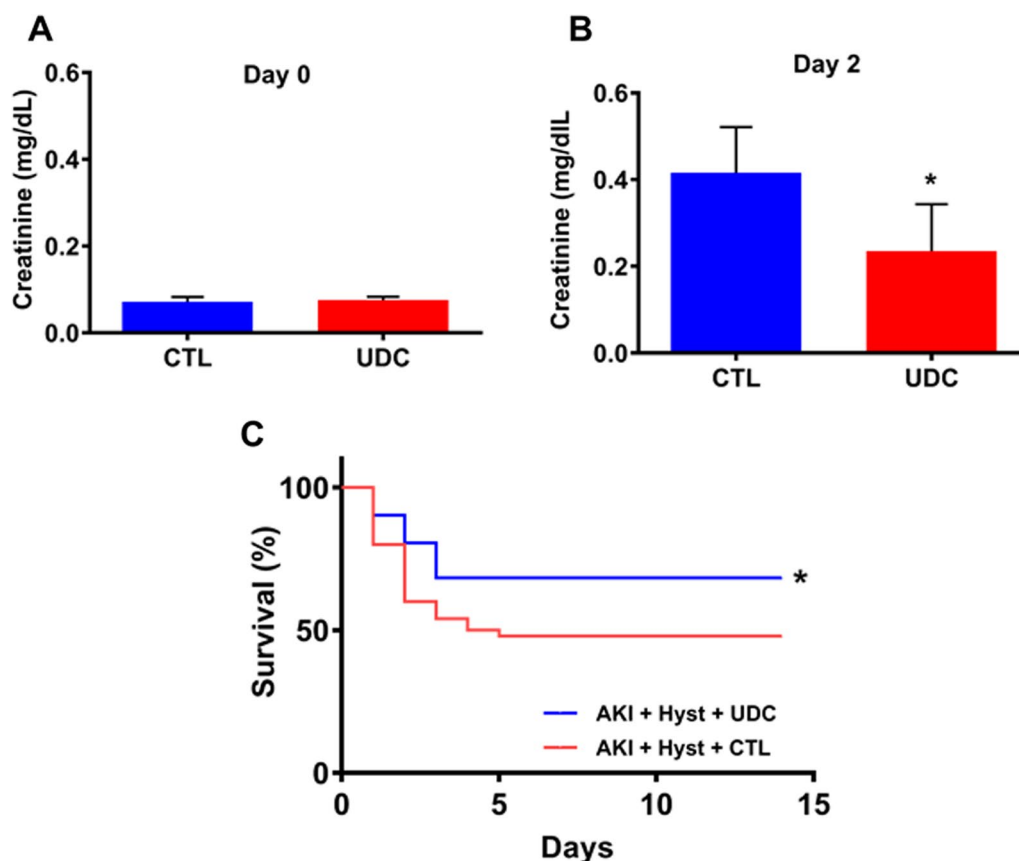 A
Day 0
Creatinine (mg/dL)
0.6
0.4
0.2
0.0
CTL UDC
B
Day 2
Creatinine (mg/dlL
0.6
0.4
0.2
0.0
*
CTL UDC
C
Survival (%)
100
50
0
*
AKI + Hyst + UDC
AKI + Hyst + CTL
0 5 10 15
Days